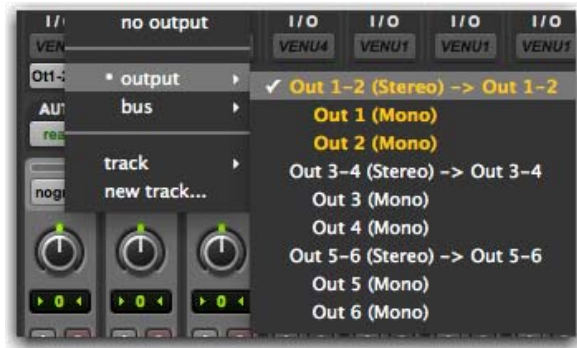 I/O I/O I/O I/O
VENU4 VENU1 VENU1 VENU1
no output
• output
bus
track
new track...
✓ Out 1-2 (Stereo) -> Out 1-2
Out 1 (Mono)
Out 2 (Mono)
Out 3-4 (Stereo) -> Out 3-4
Out 3 (Mono)
Out 4 (Mono)
Out 5-6 (Stereo) -> Out 5-6
Out 5 (Mono)
Out 6 (Mono)
0 0 0